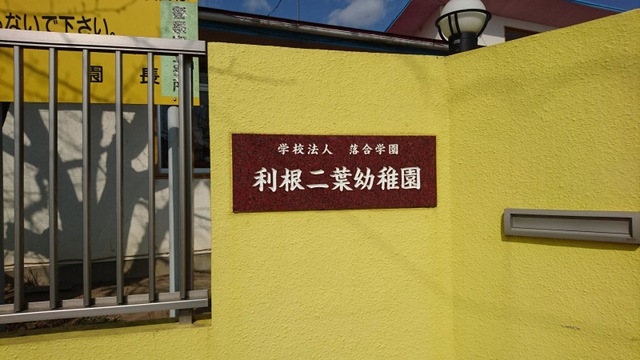 ないで下さい。
園長
学校法人 落合学園
利根二葉幼稚園